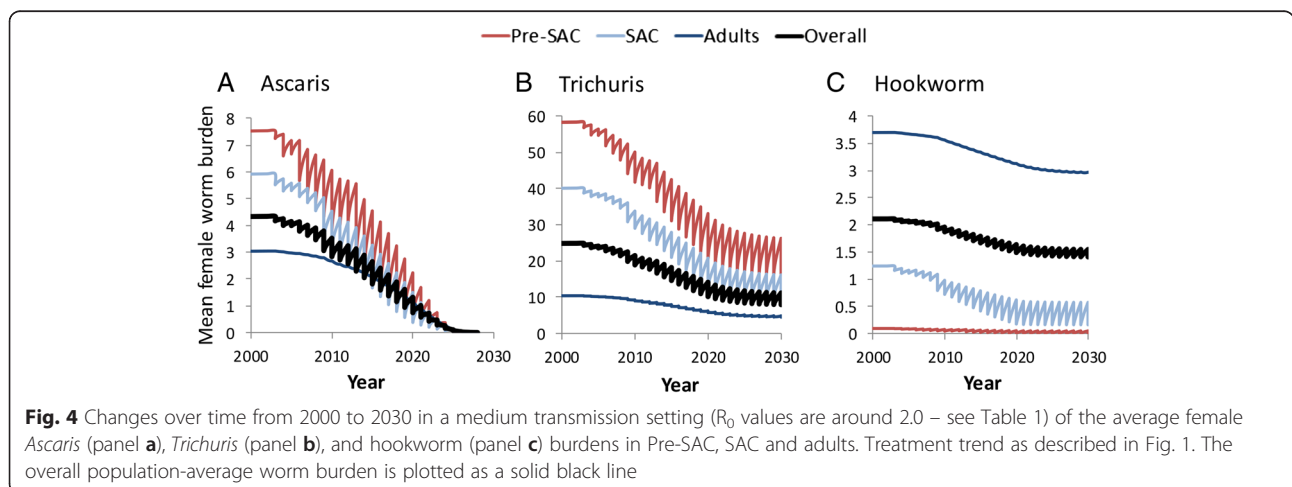 Pre-SAC SAC Adults Overall
A Ascaris
B Trichuris
C Hookworm
Mean female worm burden
8
7
6
5
4
3
2
1
0
2000 2010 2020 2030
Year
60
50
40
30
20
10
0
2000 2010 2020 2030
Year
4
3.5
3
2.5
2
1.5
1
0.5
0
2000 2010 2020 2030
Year
Fig. 4 Changes over time from 2000 to 2030 in a medium transmission setting (R₀ values are around 2.0 – see Table 1) of the average female
Ascaris (panel a), Trichuris (panel b), and hookworm (panel c) burdens in Pre-SAC, SAC and adults. Treatment trend as described in Fig. 1. The
overall population-average worm burden is plotted as a solid black line